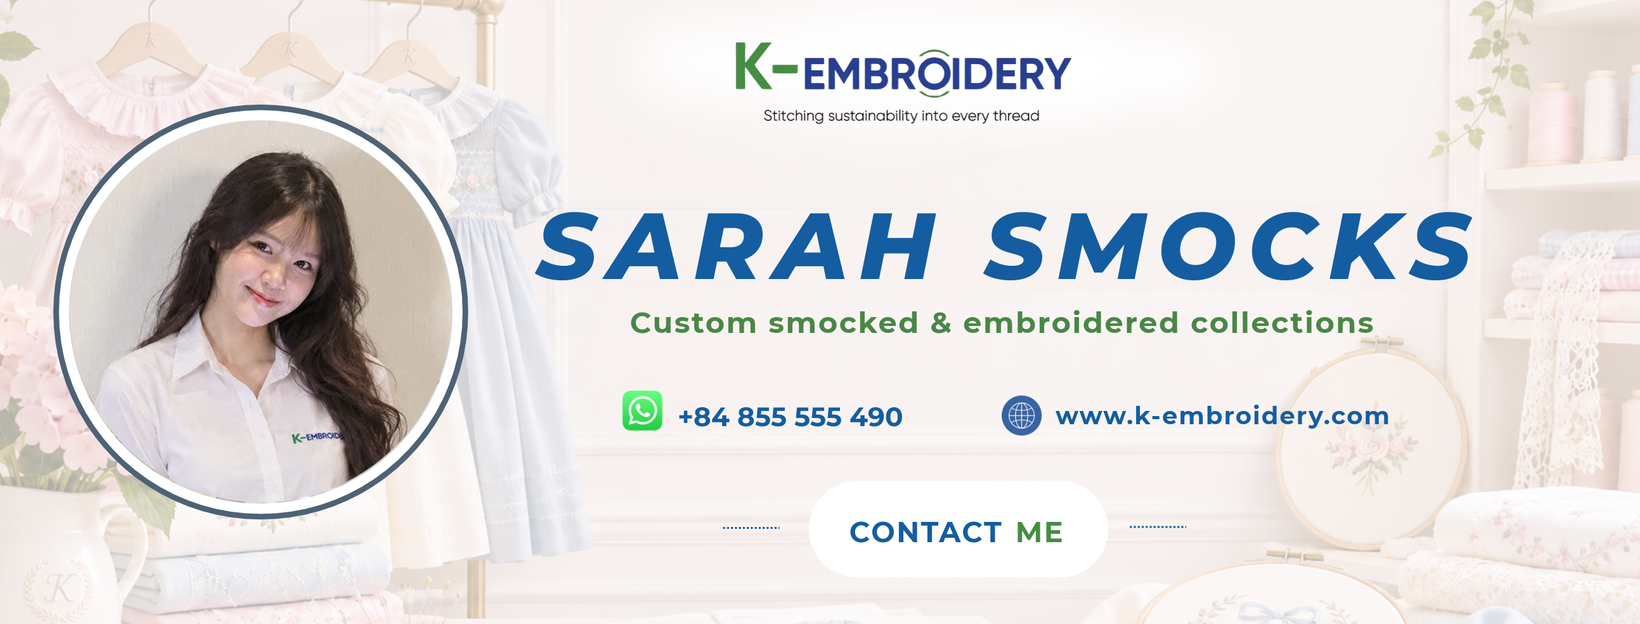 K-EMBROIDERY
Stitching sustainability into every thread
SARAH SMOCKS
Custom smocked & embroidered collections
+84 855 555 490
www.k-embroidery.com
CONTACT ME
K-EMBROIDE
K
K
K
K